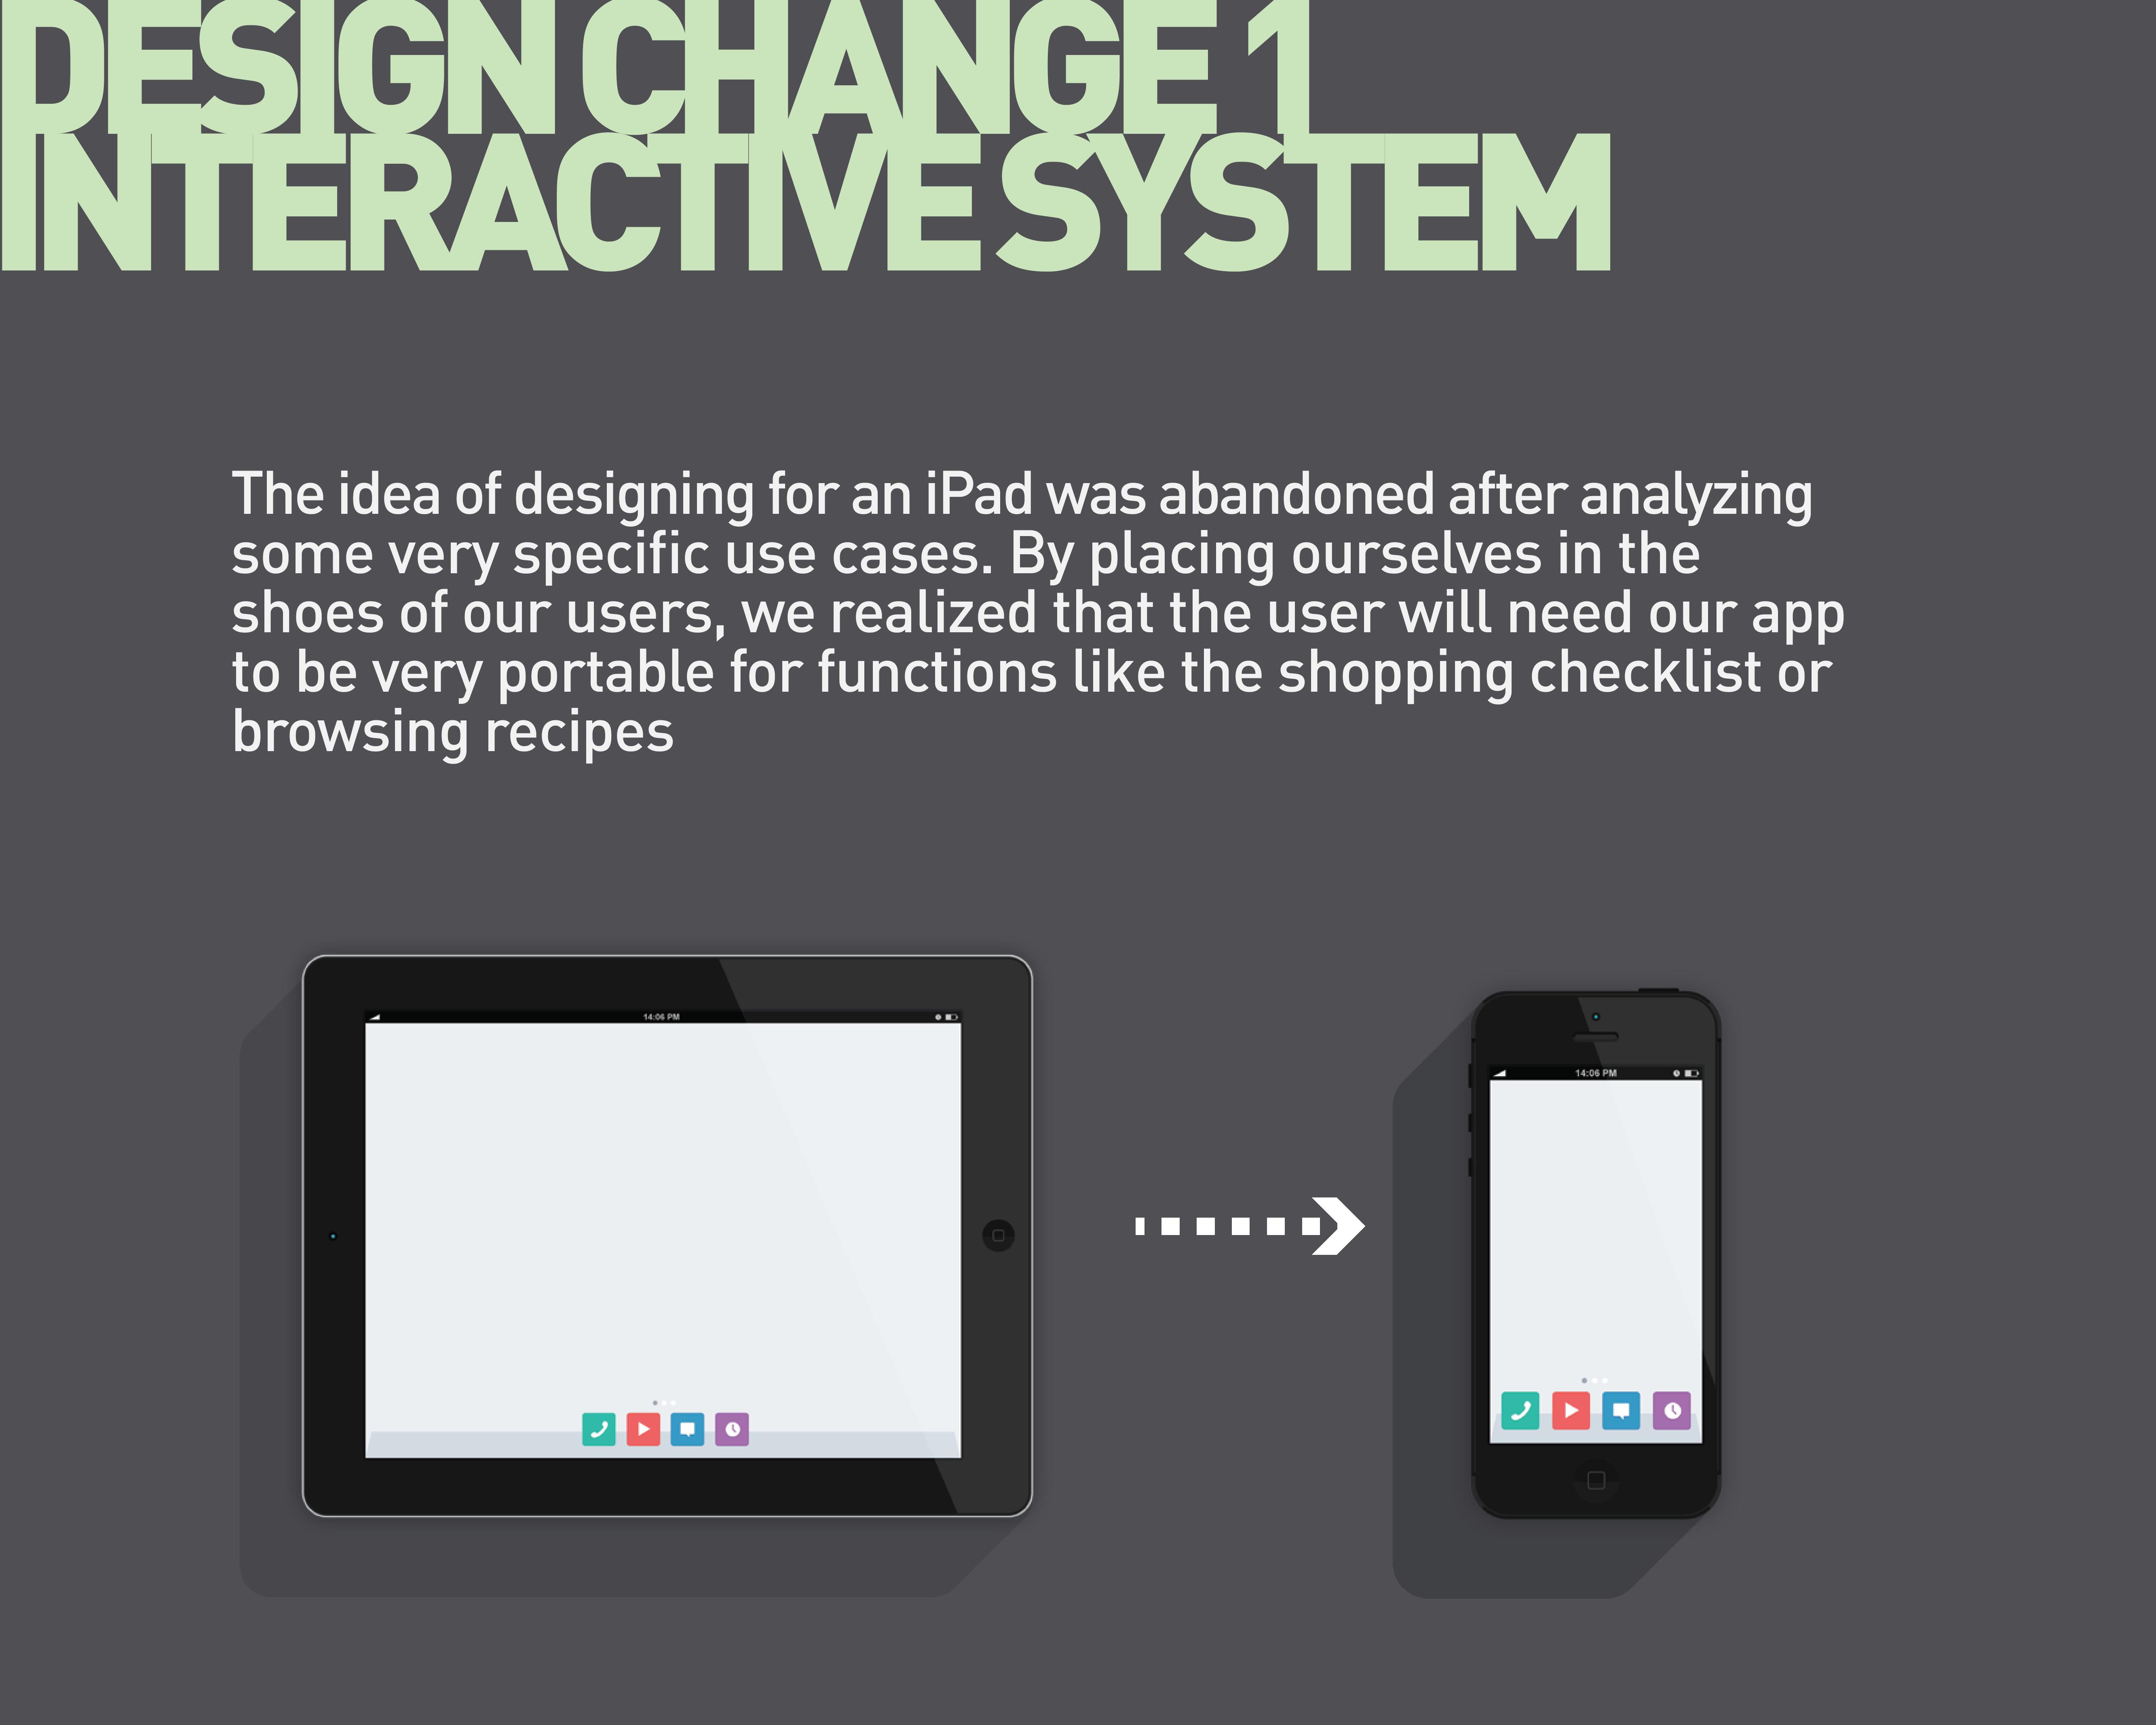 DESIGN CHANGE 1
INTERACTIVE SYSTEM
The idea of designing for an iPad was abandoned after analyzing
some very specific use cases. By placing ourselves in the
shoes of our users, we realized that the user will need our app
to be very portable for functions like the shopping checklist or
browsing recipes
14:06 PM
14:06 PM